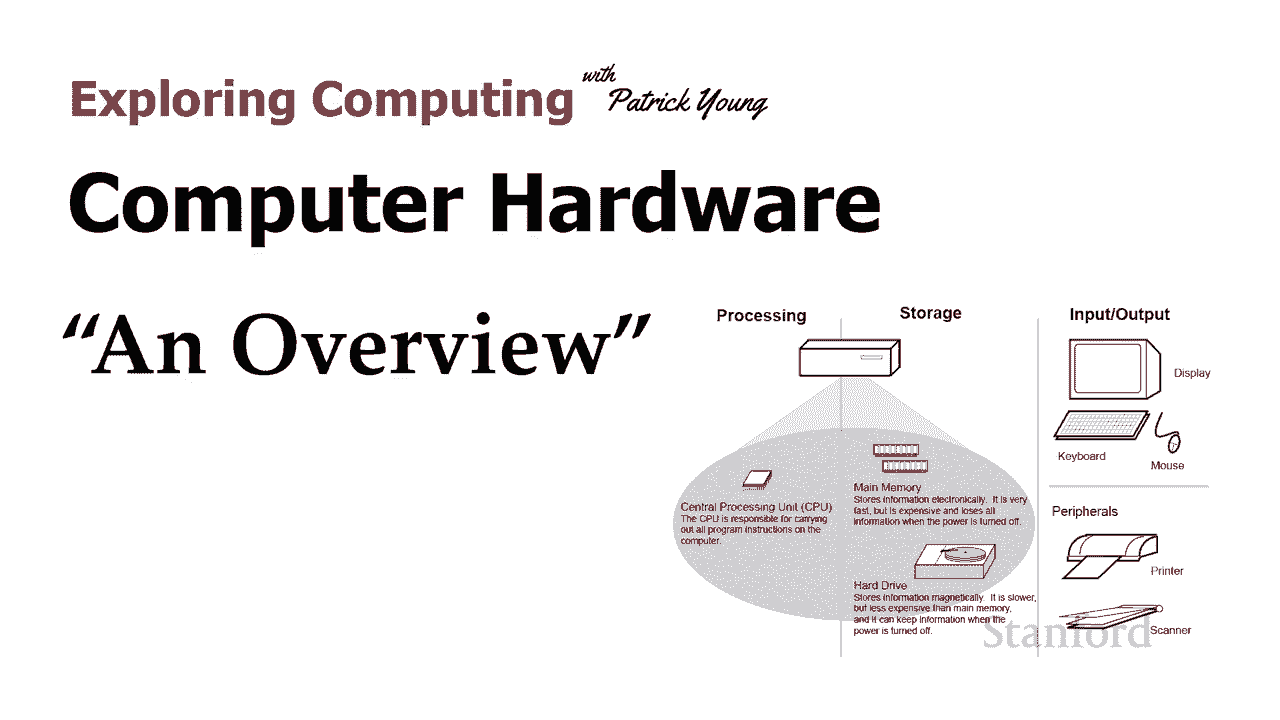 Exploring Computing with Patrick Young
Computer Hardware
“An Overview”
Processing
Storage
Input/Output
Display
Keyboard
Mouse
Central Processing Unit (CPU)
The CPU is responsible for carrying
out all program instructions on the
computer.
Main Memory
Stores information electronically. It is very
fast, but is expensive and loses all
information when the power is turned off.
Hard Drive
Stores information magnetically. It is slower,
but less expensive than main memory,
and it can keep information when the
power is turned off.
Peripherals
Printer
Scanner
Stanford